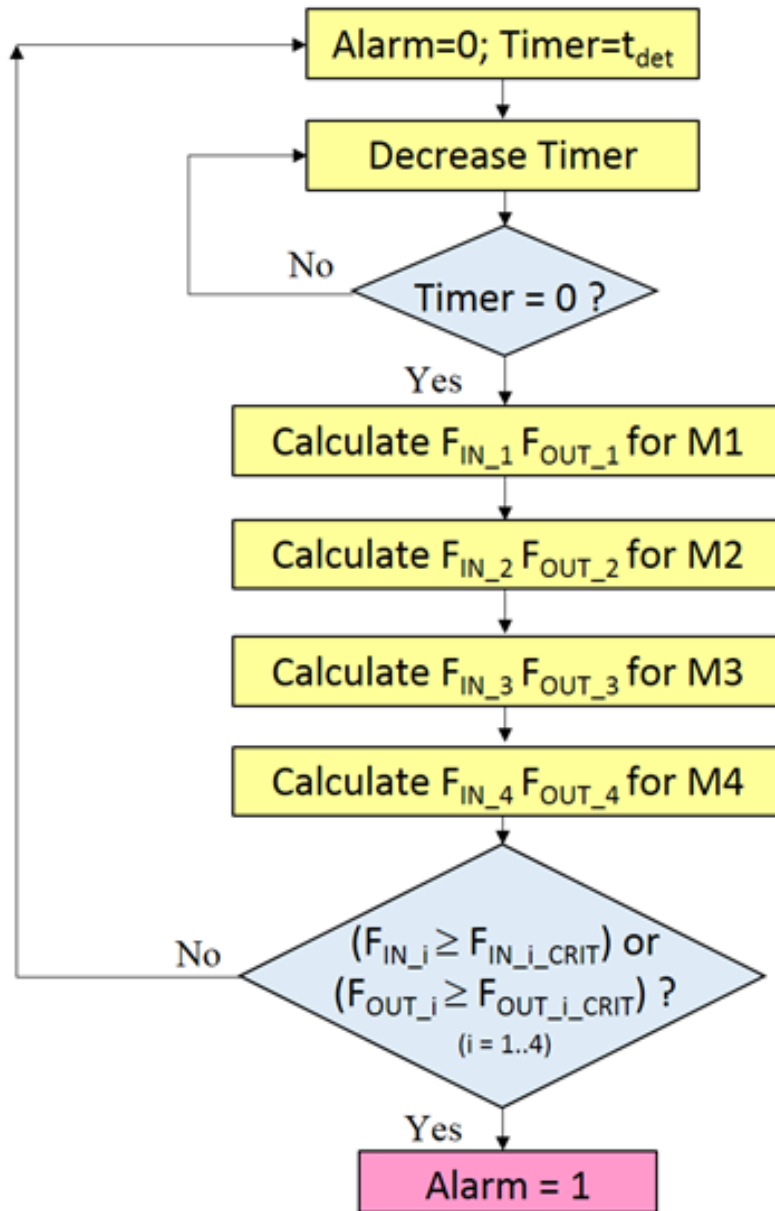 Alarm=0; Timer=t_det
Decrease Timer
No
Timer = 0 ?
Yes
Calculate F_IN_1 F_OUT_1 for M1
Calculate F_IN_2 F_OUT_2 for M2
Calculate F_IN_3 F_OUT_3 for M3
Calculate F_IN_4 F_OUT_4 for M4
No
(F_IN_i ≥ F_IN_i_CRIT) or
(F_OUT_i ≥ F_OUT_i_CRIT) ?
(i = 1..4)
Yes
Alarm = 1